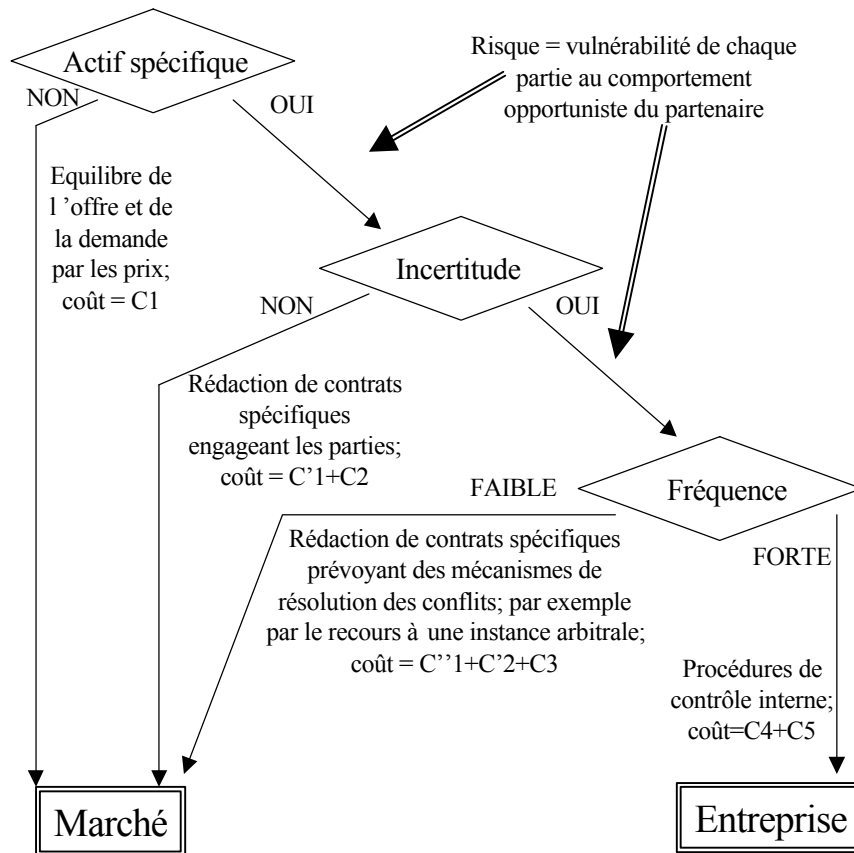 Actif spécifique
Risque = vulnérabilité de chaque
partie au comportement
opportuniste du partenaire
NON
OUI
Equilibre de
l ’offre et de
la demande
par les prix;
coût = C1
Incertitude
NON
OUI
Rédaction de contrats
spécifiques
engageant les parties;
coût = C’1+C2
FAIBLE
Fréquence
FORTE
Rédaction de contrats spécifiques
prévoyant des mécanismes de
résolution des conflits; par exemple
par le recours à une instance arbitrale;
coût = C’’1+C’2+C3
Procédures de
contrôle interne;
coût=C4+C5
Marché
Entreprise